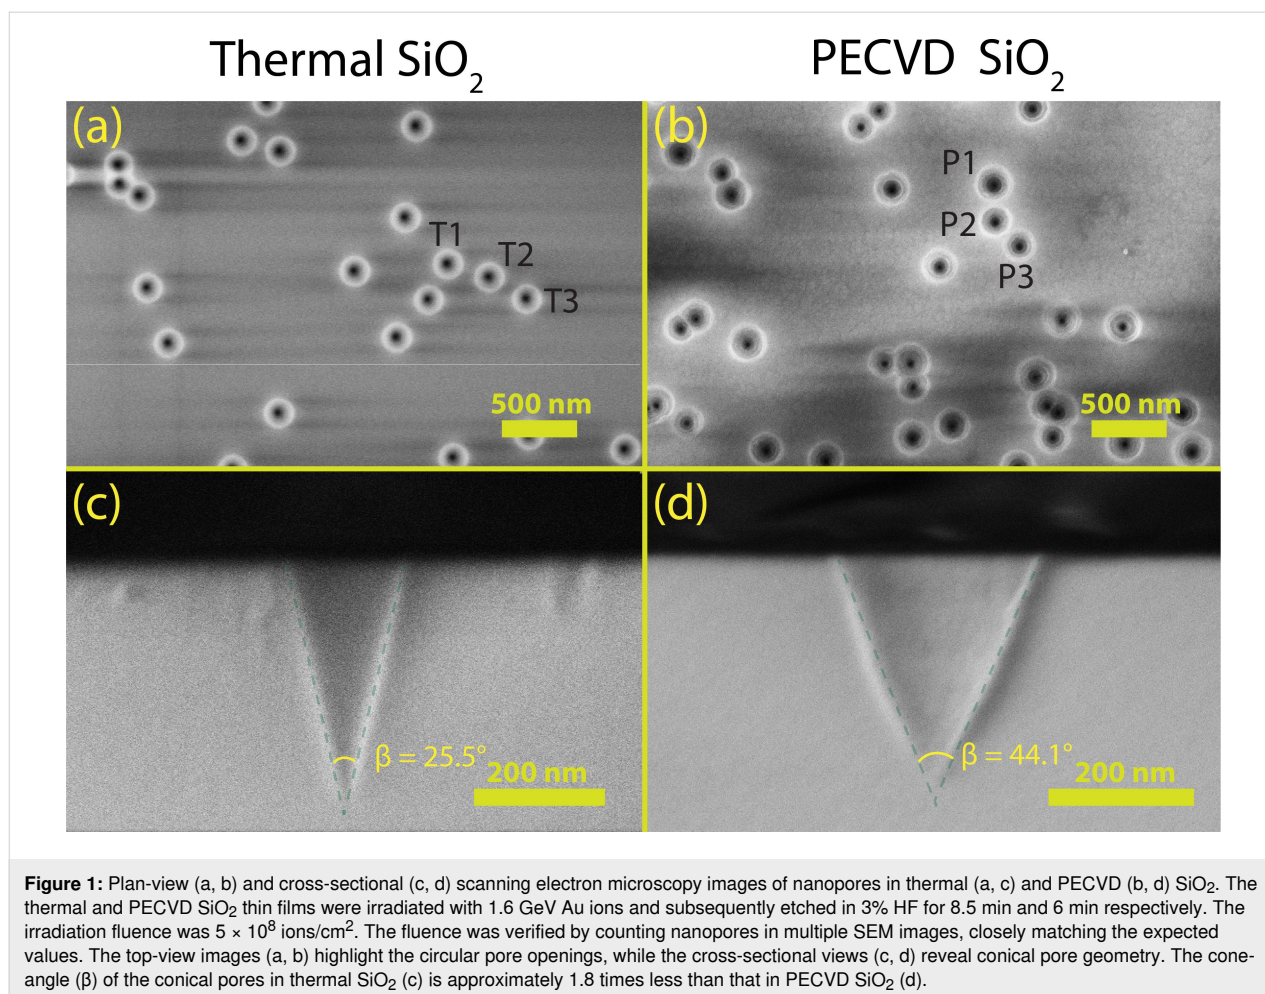 Thermal SiO2
PECVD SiO2
(a)
(b)
T1
T2
T3
P1
P2
P3
500 nm
500 nm
(c)
(d)
β = 25.5°
200 nm
β = 44.1°
200 nm
Figure 1: Plan-view (a, b) and cross-sectional (c, d) scanning electron microscopy images of nanopores in thermal (a, c) and PECVD (b, d) SiO2. The
thermal and PECVD SiO2 thin films were irradiated with 1.6 GeV Au ions and subsequently etched in 3% HF for 8.5 min and 6 min respectively. The
irradiation fluence was 5 × 10⁸ ions/cm². The fluence was verified by counting nanopores in multiple SEM images, closely matching the expected
values. The top-view images (a, b) highlight the circular pore openings, while the cross-sectional views (c, d) reveal conical pore geometry. The cone-
angle (β) of the conical pores in thermal SiO2 (c) is approximately 1.8 times less than that in PECVD SiO2 (d).